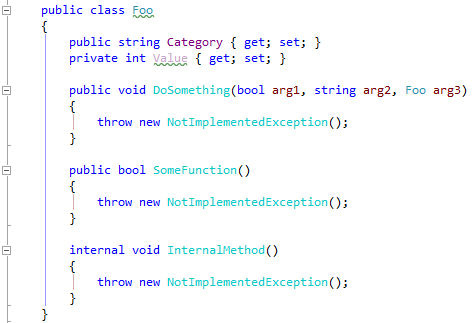 public class Foo
{
    public string Category { get; set; }
    private int Value { get; set; }

    public void DoSomething(bool arg1, string arg2, Foo arg3)
    {
        throw new NotImplementedException();
    }

    public bool SomeFunction()
    {
        throw new NotImplementedException();
    }

    internal void InternalMethod()
    {
        throw new NotImplementedException();
    }
}